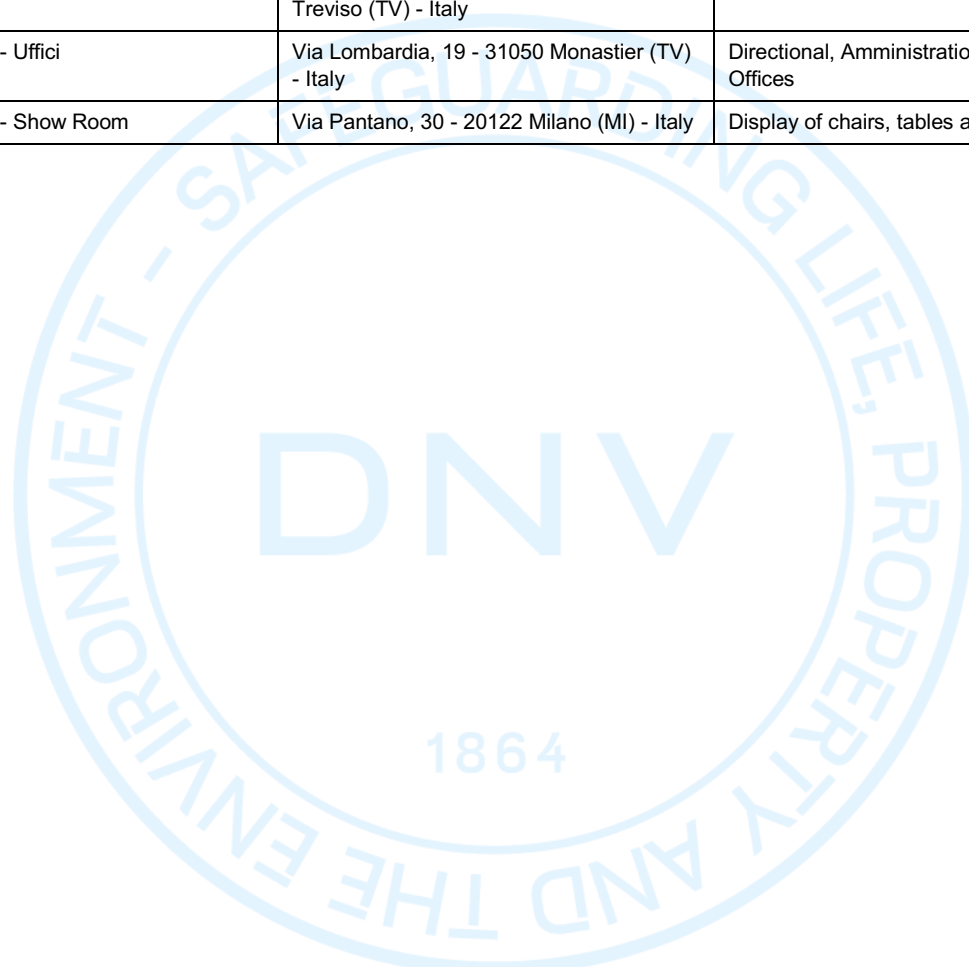 Treviso (TV) - Italy
- Uffici
Via Lombardia, 19 - 31050 Monastier (TV)
- Italy
Directional, Amministratio
Offices
- Show Room
Via Pantano, 30 - 20122 Milano (MI) - Italy
Display of chairs, tables a
SAFEGUARDING LIFE, PROPERTY AND THE ENVIRONMENT -
DNV
1864